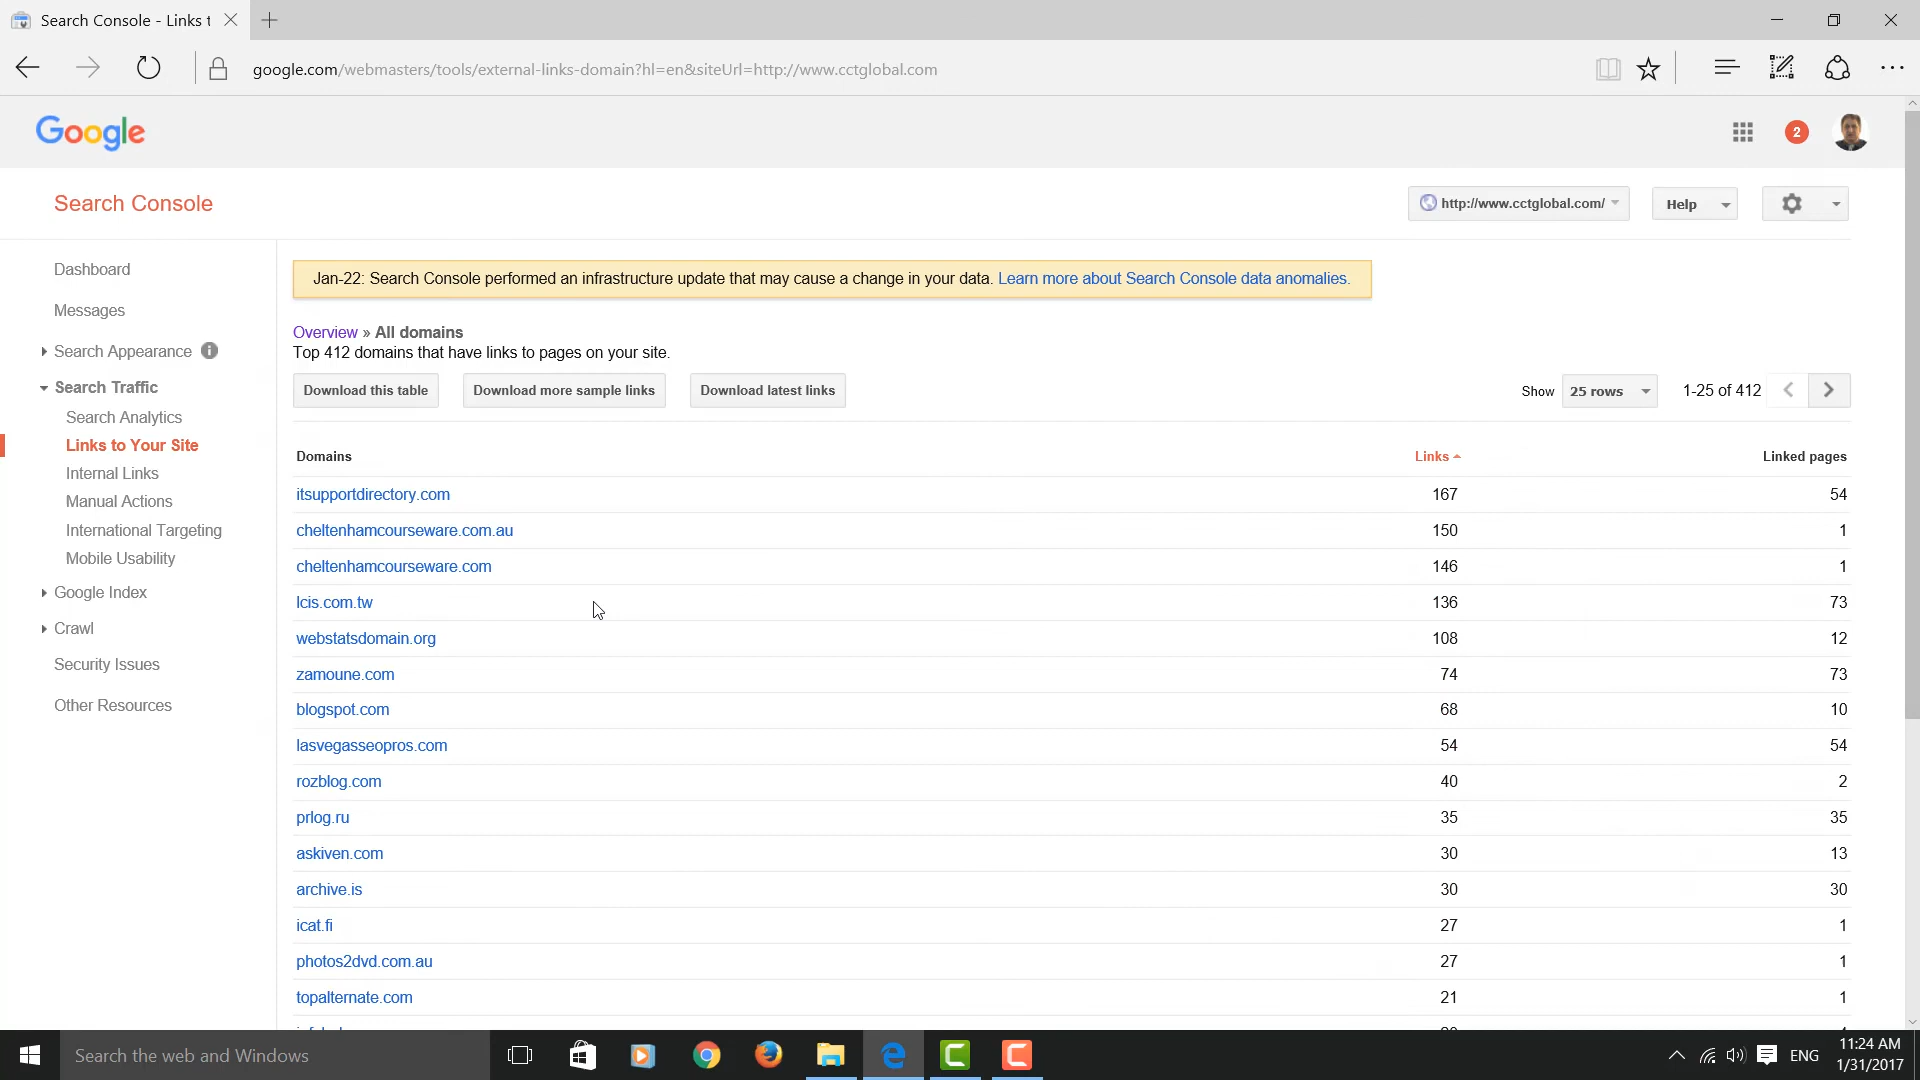 Search Console - Links t
google.com/webmasters/tools/external-links-domain?hl=en&siteUrl=http://www.cctglobal.com
Google
2
Search Console
http://www.cctglobal.com/
Help
Dashboard
Messages
Search Appearance
Search Traffic
Search Analytics
Links to Your Site
Internal Links
Manual Actions
International Targeting
Mobile Usability
Google Index
Crawl
Security Issues
Other Resources
Jan-22: Search Console performed an infrastructure update that may cause a change in your data. Learn more about Search Console data anomalies.
Overview » All domains
Top 412 domains that have links to pages on your site.
Download this table Download more sample links Download latest links
Show 25 rows 1-25 of 412
Domains Links Linked pages
itsupportdirectory.com 167 54
cheltenhamcourseware.com.au 150 1
cheltenhamcourseware.com 146 1
lcis.com.tw 136 73
webstatsdomain.org 108 12
zamoune.com 74 73
blogspot.com 68 10
lasvegasseopros.com 54 54
rozblog.com 40 2
prlog.ru 35 35
askiven.com 30 13
archive.is 30 30
icat.fi 27 1
photos2dvd.com.au 27 1
topalternate.com 21 1
Search the web and Windows
ENG
11:24 AM
1/31/2017